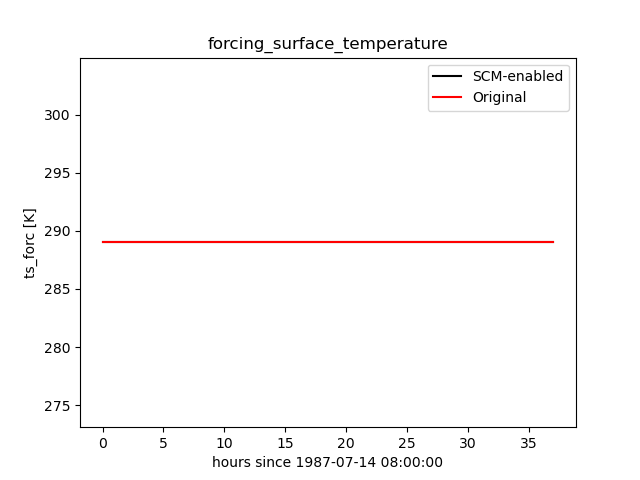 forcing_surface_temperature
SCM-enabled
Original
ts_forc [K]
300
295
290
285
280
275
0 5 10 15 20 25 30 35
hours since 1987-07-14 08:00:00